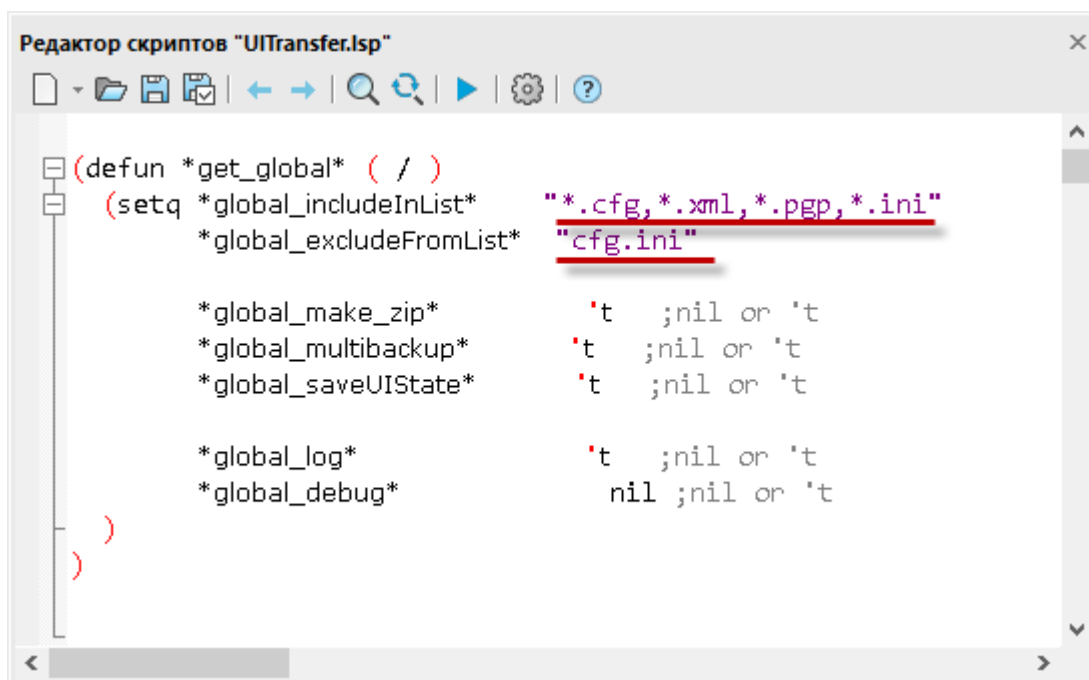 Редактор скриптов "UITransfer.lsp"
(defun *get_global* ( / )
(setq *global_includeInList* "*.cfg,*.xml,*.pgp,*.ini"
*global_excludeFromList* "cfg.ini"
*global_make_zip* 't ;nil or 't
*global_multibackup* 't ;nil or 't
*global_saveUIState* 't ;nil or 't
*global_log* 't ;nil or 't
*global_debug* nil ;nil or 't
)
)